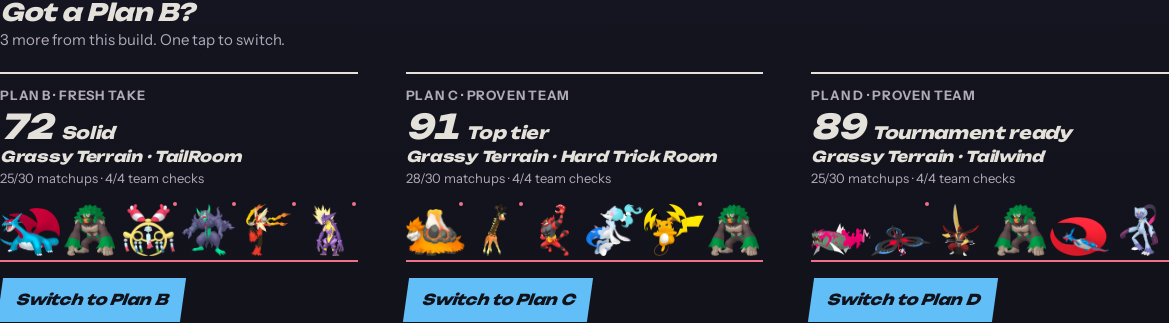 Got a Plan B?
3 more from this build. One tap to switch.
PLAN B · FRESH TAKE
72 Solid
Grassy Terrain · TailRoom
25/30 matchups · 4/4 team checks
Switch to Plan B
PLAN C · PROVEN TEAM
91 Top tier
Grassy Terrain · Hard Trick Room
28/30 matchups · 4/4 team checks
Switch to Plan C
PLAN D · PROVEN TEAM
89 Tournament ready
Grassy Terrain · Tailwind
25/30 matchups · 4/4 team checks
Switch to Plan D